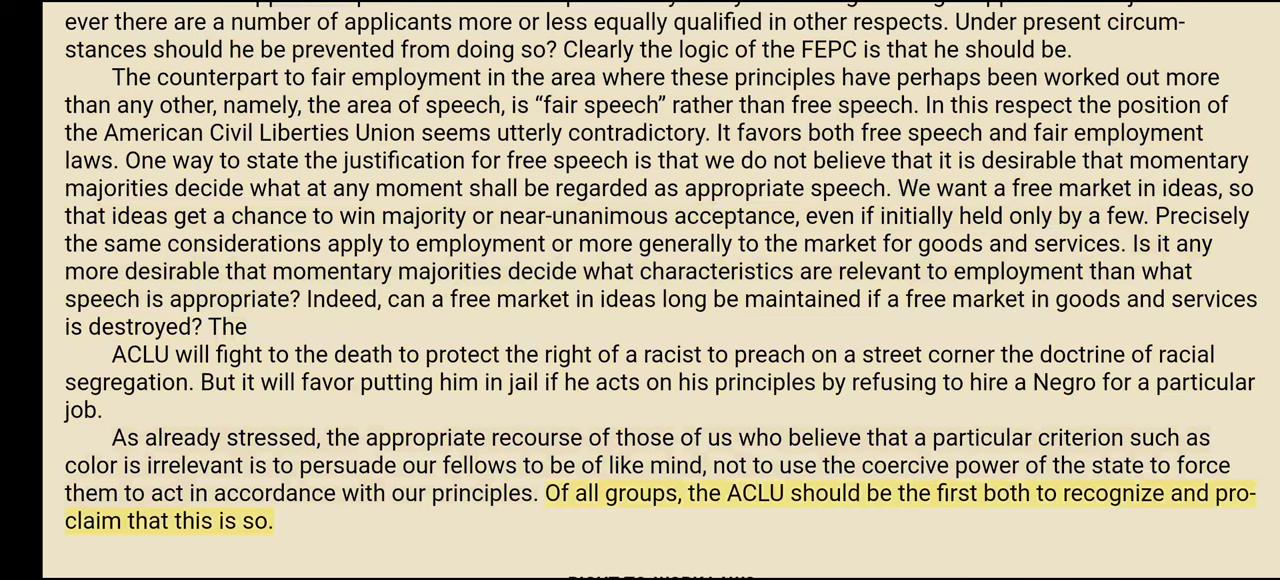 ever there are a number of applicants more or less equally qualified in other respects. Under present circum-
stances should he be prevented from doing so? Clearly the logic of the FEPC is that he should be.
The counterpart to fair employment in the area where these principles have perhaps been worked out more
than any other, namely, the area of speech, is “fair speech” rather than free speech. In this respect the position of
the American Civil Liberties Union seems utterly contradictory. It favors both free speech and fair employment
laws. One way to state the justification for free speech is that we do not believe that it is desirable that momentary
majorities decide what at any moment shall be regarded as appropriate speech. We want a free market in ideas, so
that ideas get a chance to win majority or near-unanimous acceptance, even if initially held only by a few. Precisely
the same considerations apply to employment or more generally to the market for goods and services. Is it any
more desirable that momentary majorities decide what characteristics are relevant to employment than what
speech is appropriate? Indeed, can a free market in ideas long be maintained if a free market in goods and services
is destroyed? The
ACLU will fight to the death to protect the right of a racist to preach on a street corner the doctrine of racial
segregation. But it will favor putting him in jail if he acts on his principles by refusing to hire a Negro for a particular
job.
As already stressed, the appropriate recourse of those of us who believe that a particular criterion such as
color is irrelevant is to persuade our fellows to be of like mind, not to use the coercive power of the state to force
them to act in accordance with our principles. Of all groups, the ACLU should be the first both to recognize and pro-
claim that this is so.